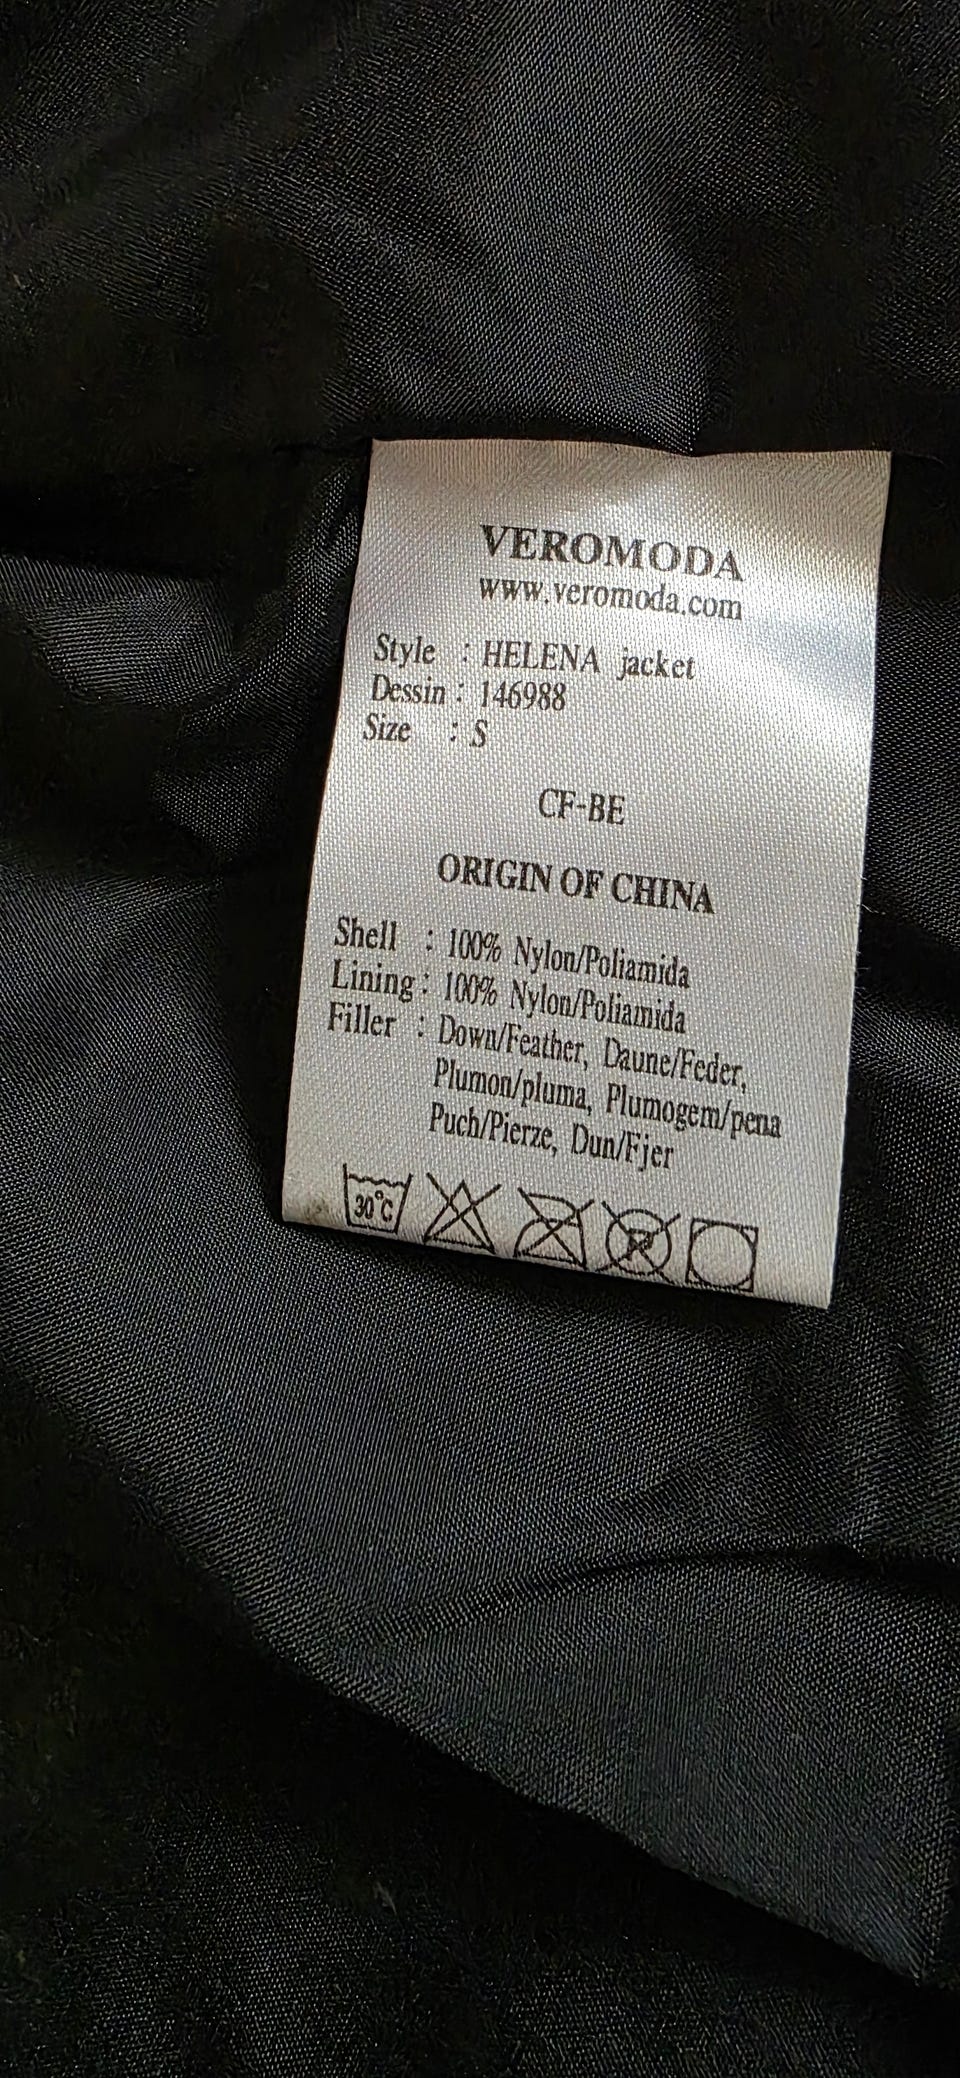 VEROMODA
www.veromoda.com
Style : HELENA jacket
Dessin : 146988
Size : S
CF-BE
ORIGIN OF CHINA
Shell : 100% Nylon/Poliamida
Lining : 100% Nylon/Poliamida
Filler : Down/Feather, Daune/Feder,
Plumon/pluma, Plumogem/pena
Puch/Pierze, Dun/Fjer
30°C P